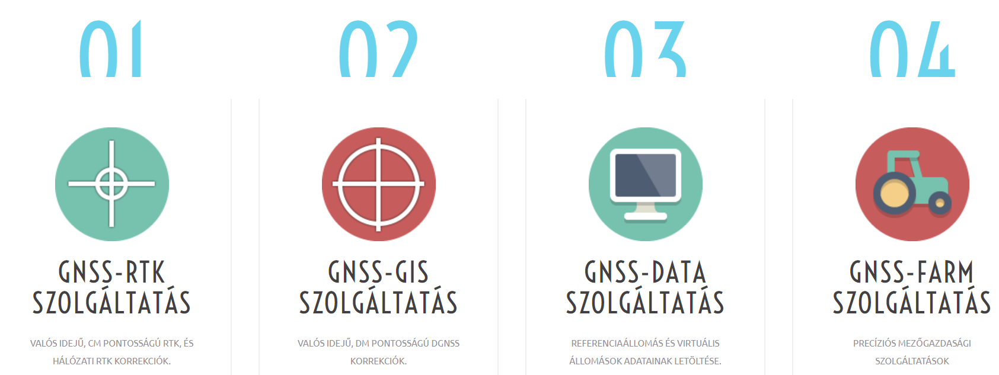 01
02
03
04
GNSS-RTK
SZOLGÁLTATÁS
VALÓS IDEJŰ, CM PONTOSSÁGÚ RTK, ÉS
HÁLÓZATI RTK KORREKCIÓK.
GNSS-GIS
SZOLGÁLTATÁS
VALÓS IDEJŰ, DM PONTOSSÁGÚ DGNSS
KORREKCIÓK.
GNSS-DATA
SZOLGÁLTATÁS
REFERENCIAÁLLOMÁS ÉS VIRTUÁLIS
ÁLLOMÁSOK ADATAINAK LETÖLTÉSE.
GNSS-FARM
SZOLGÁLTATÁS
PRECÍZIÓS MEZŐGAZDASÁGI
SZOLGÁLTATÁSOK